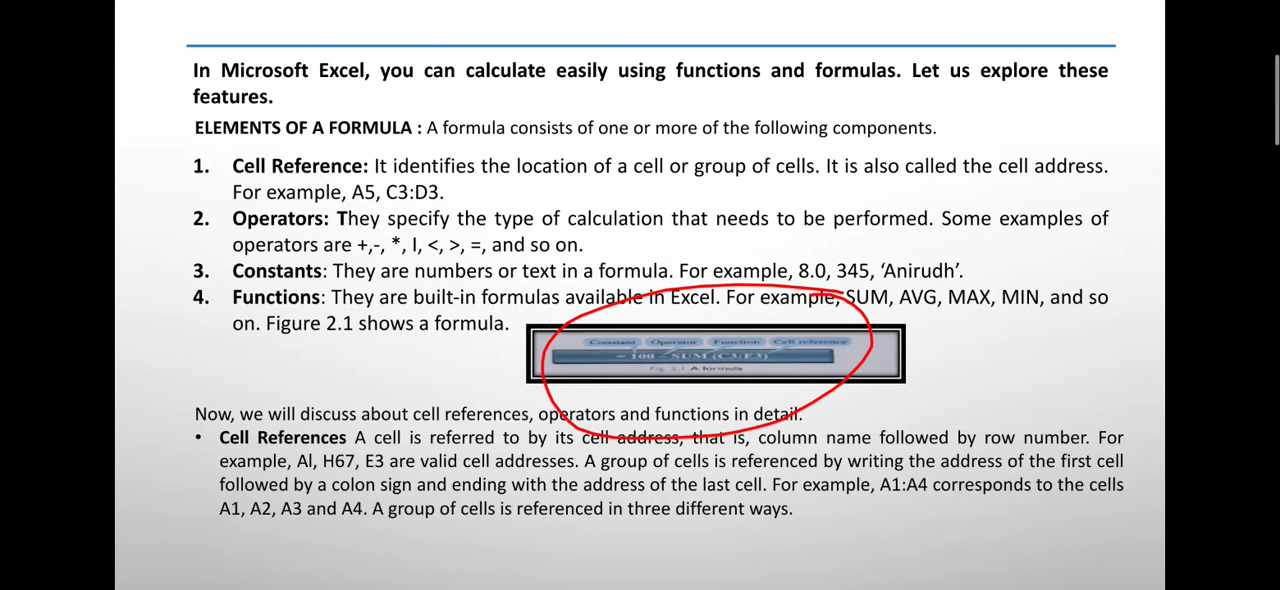 In Microsoft Excel, you can calculate easily using functions and formulas. Let us explore these
features.
ELEMENTS OF A FORMULA : A formula consists of one or more of the following components.
1. Cell Reference: It identifies the location of a cell or group of cells. It is also called the cell address.
For example, A5, C3:D3.
2. Operators: They specify the type of calculation that needs to be performed. Some examples of
operators are +,-, *, l, <, >, =, and so on.
3. Constants: They are numbers or text in a formula. For example, 8.0, 345, ‘Anirudh’.
4. Functions: They are built-in formulas available in Excel. For example, SUM, AVG, MAX, MIN, and so
on. Figure 2.1 shows a formula.
Constant Operator Function Cell reference
= 100 - SUM (C3:E3)
Fig 2.1 A formula
Now, we will discuss about cell references, operators and functions in detail.
• Cell References A cell is referred to by its cell address, that is, column name followed by row number. For
example, Al, H67, E3 are valid cell addresses. A group of cells is referenced by writing the address of the first cell
followed by a colon sign and ending with the address of the last cell. For example, A1:A4 corresponds to the cells
A1, A2, A3 and A4. A group of cells is referenced in three different ways.